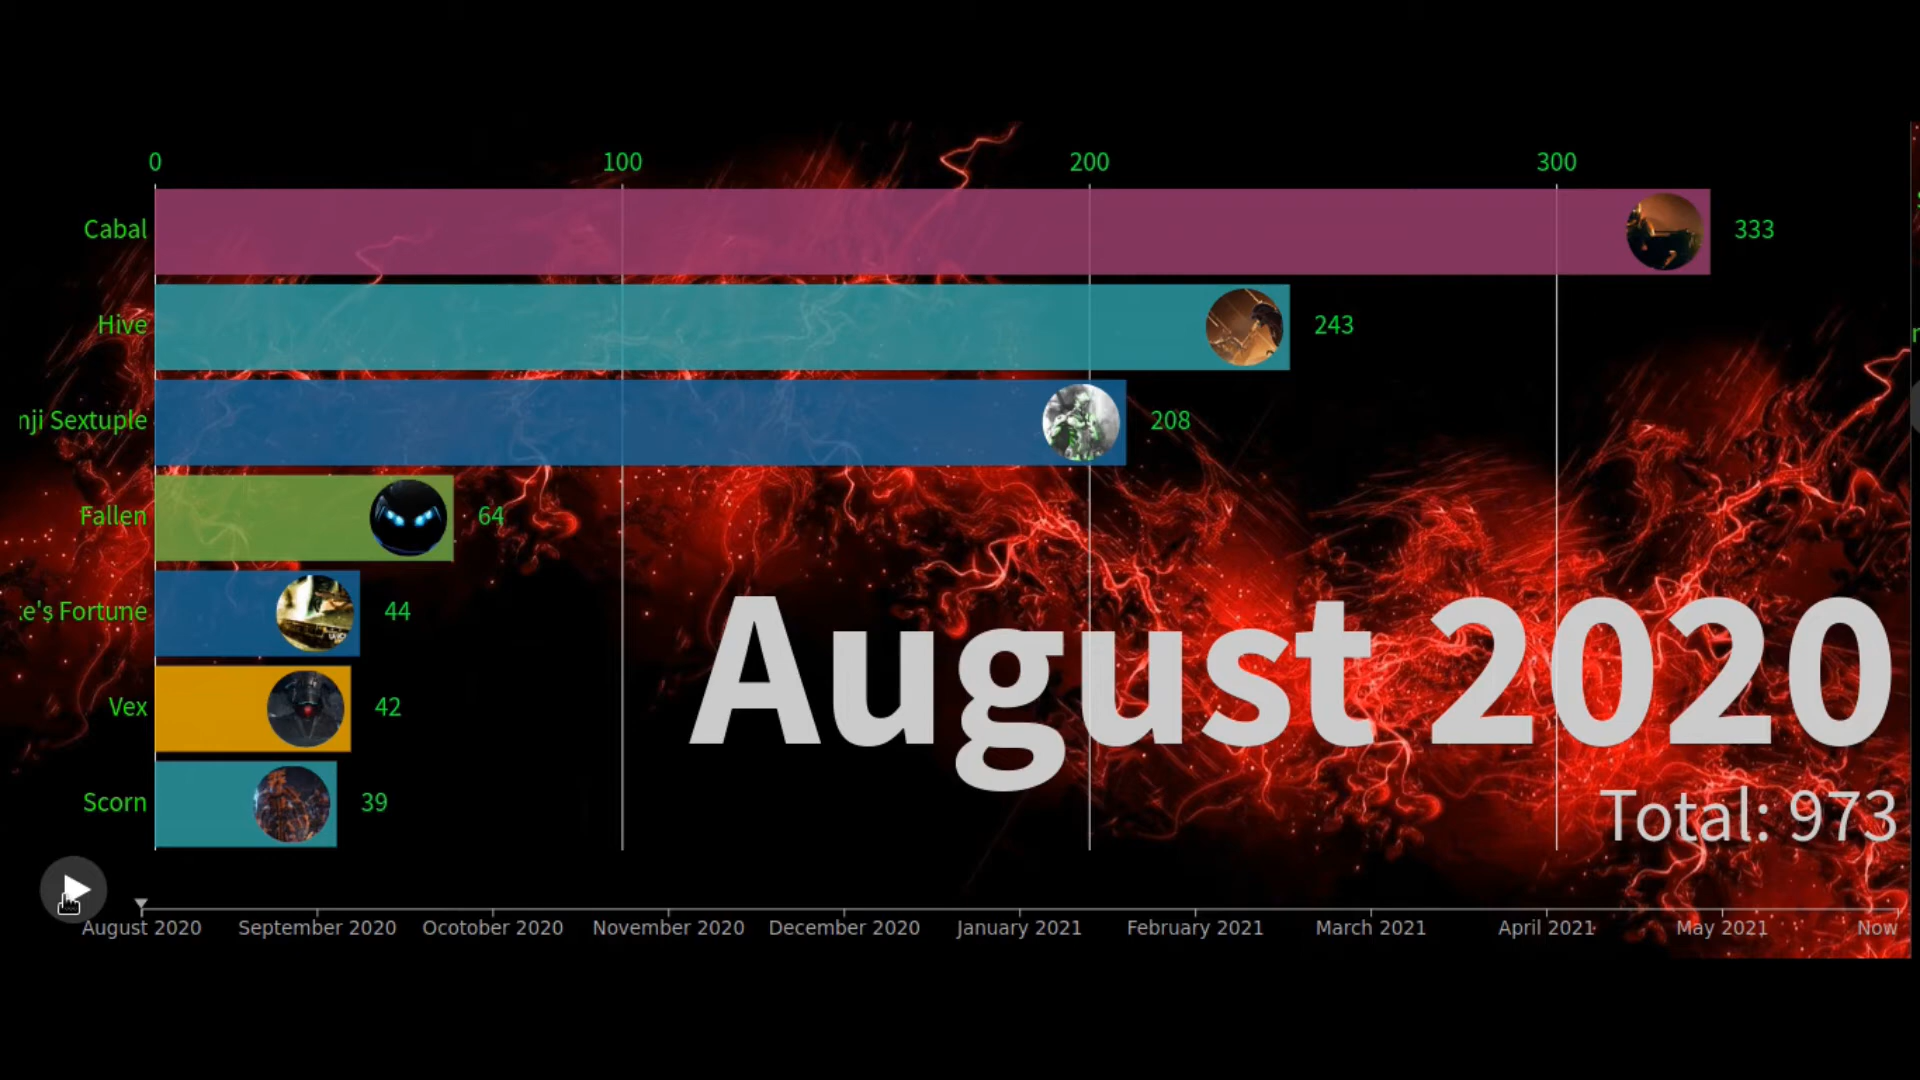 0 100 200 300
Cabal 333
Hive 243
nji Sextuple 208
Fallen 64
e's Fortune 44
Vex 42
Scorn 39
August 2020
Total: 973
August 2020 September 2020 Ocotober 2020 November 2020 December 2020 January 2021 February 2021 March 2021 April 2021 May 2021 Now